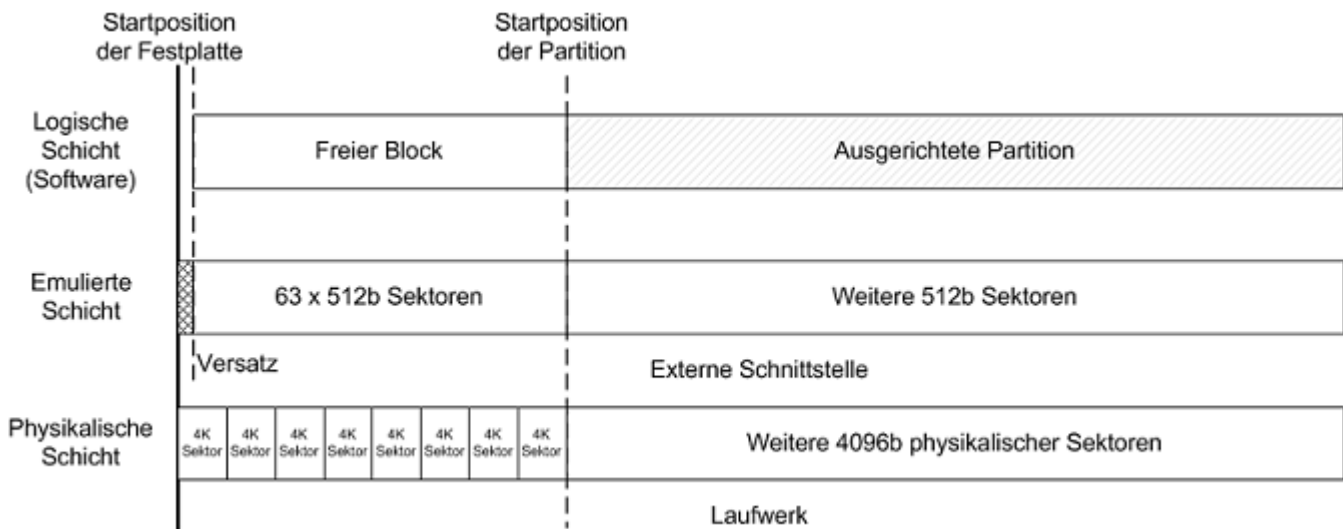 Startposition
der Festplatte
Startposition
der Partition
Logische
Schicht
(Software)
Freier Block
Ausgerichtete Partition
Emulierte
Schicht
63 x 512b Sektoren
Weitere 512b Sektoren
Versatz
Externe Schnittstelle
Physikalische
Schicht
4K
Sektor
4K
Sektor
4K
Sektor
4K
Sektor
4K
Sektor
4K
Sektor
4K
Sektor
4K
Sektor
Weitere 4096b physikalischer Sektoren
Laufwerk